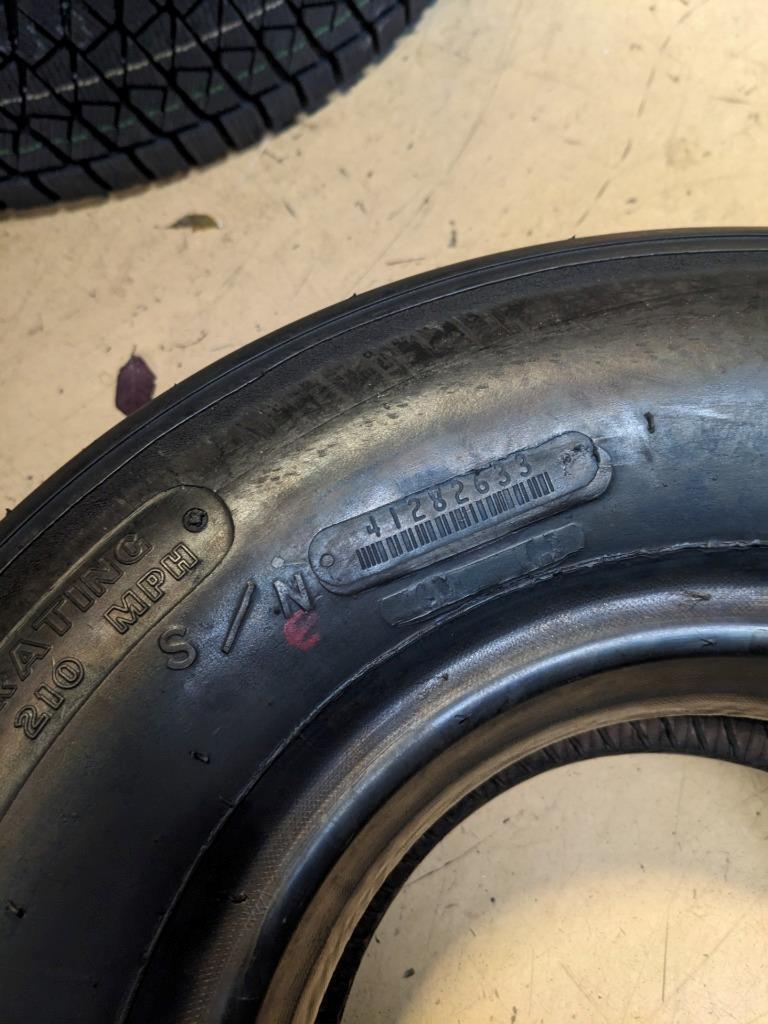 RATING
210 MPH
S/N
41282633